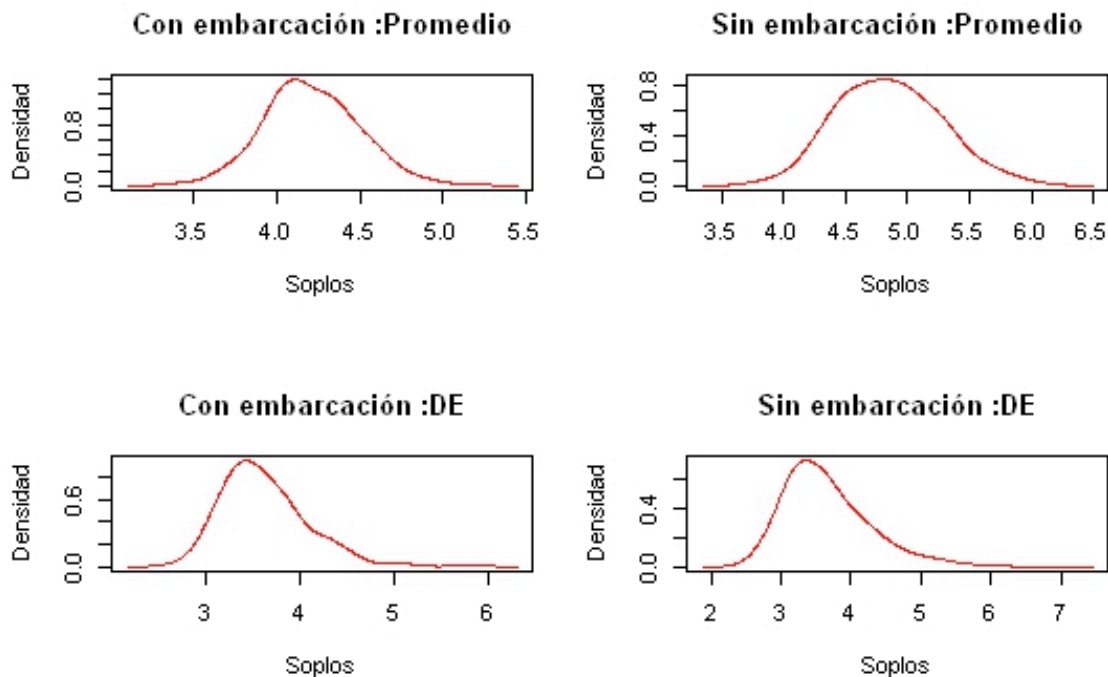 Con embarcación :Promedio
Densidad
0.0 0.8
3.5 4.0 4.5 5.0 5.5
Soplos
Sin embarcación :Promedio
Densidad
0.0 0.4 0.8
3.5 4.0 4.5 5.0 5.5 6.0 6.5
Soplos
Con embarcación :DE
Densidad
0.0 0.6
3 4 5 6
Soplos
Sin embarcación :DE
Densidad
0.0 0.4
2 3 4 5 6 7
Soplos